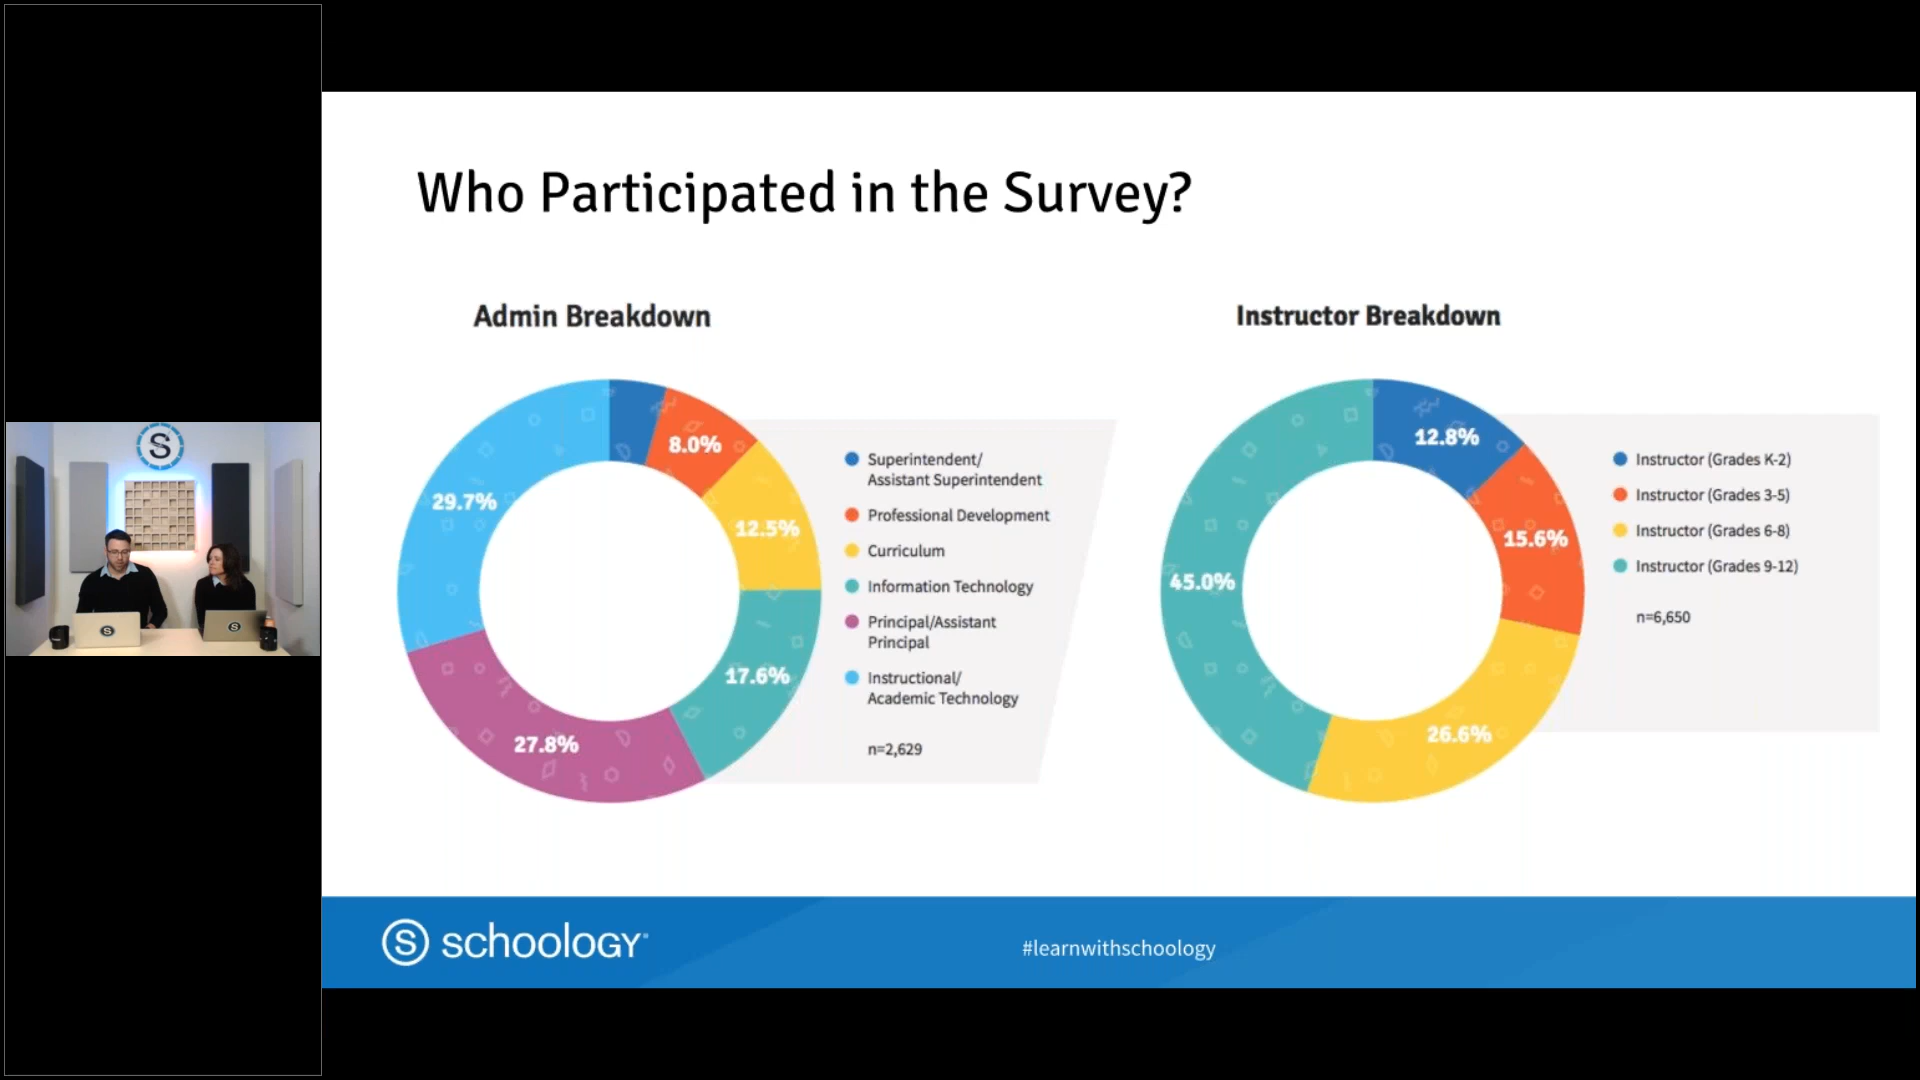 Who Participated in the Survey?
Admin Breakdown
8.0%
12.5%
17.6%
27.8%
29.7%
Superintendent/
Assistant Superintendent
Professional Development
Curriculum
Information Technology
Principal/Assistant
Principal
Instructional/
Academic Technology
n=2,629
Instructor Breakdown
12.8%
15.6%
26.6%
45.0%
Instructor (Grades K-2)
Instructor (Grades 3-5)
Instructor (Grades 6-8)
Instructor (Grades 9-12)
n=6,650
S
S
S
S schoology
#learnwithschoology